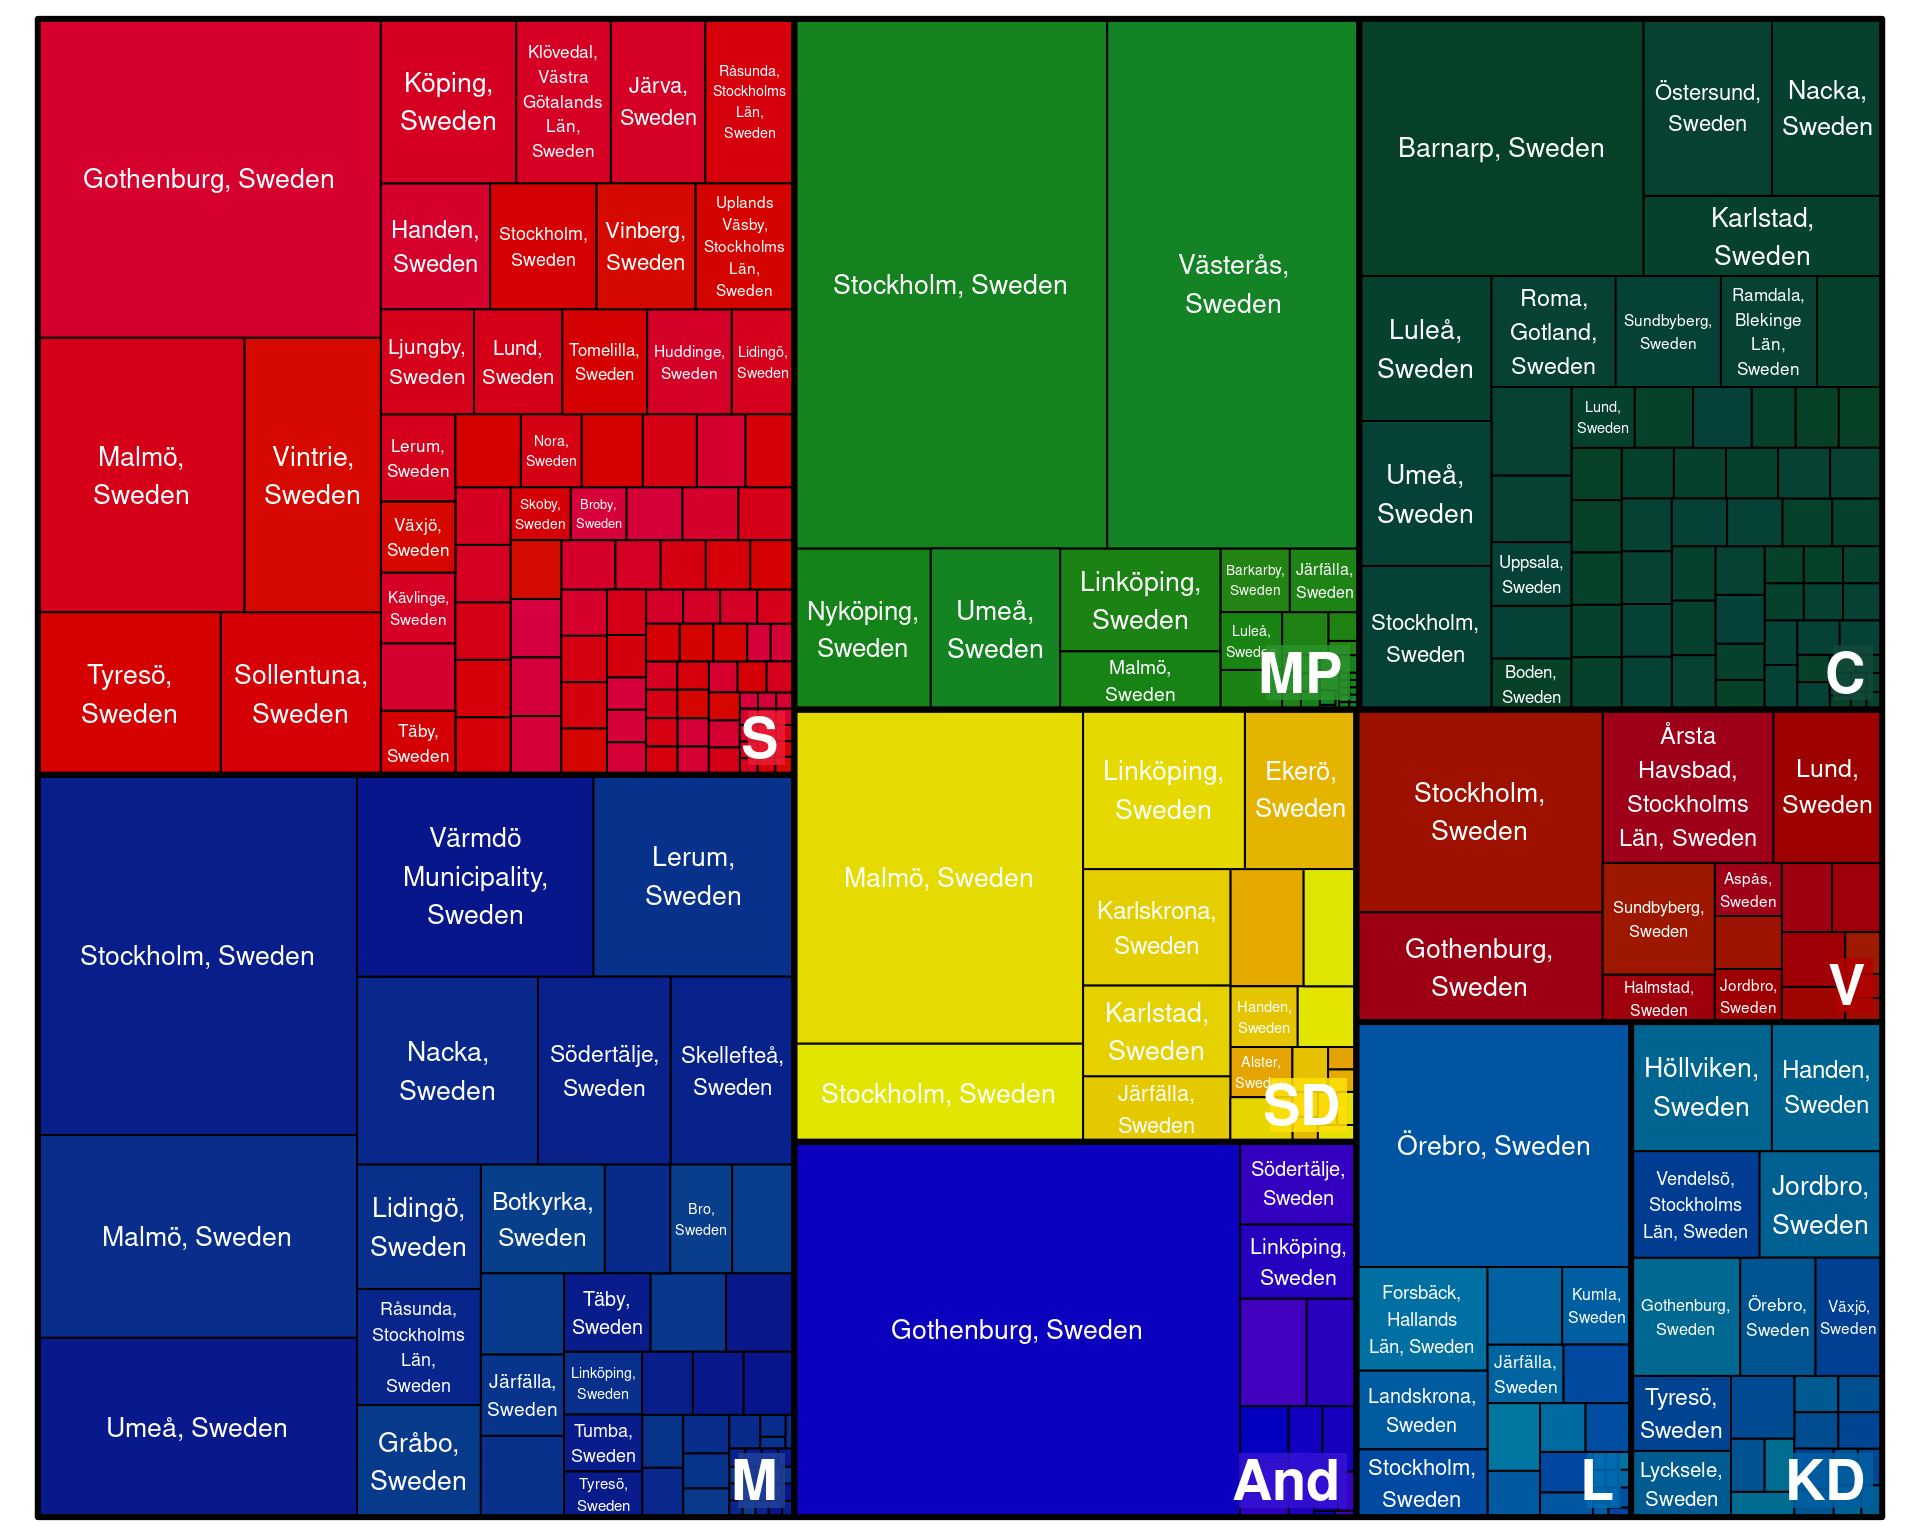 Gothenburg, Sweden
Malmö,
Sweden
Vintrie,
Sweden
Tyresö,
Sweden
Sollentuna,
Sweden
Köping,
Sweden
Klövedal,
Västra
Götalands
Län,
Sweden
Järva,
Sweden
Råsunda,
Stockholms
Län,
Sweden
Handen,
Sweden
Stockholm,
Sweden
Vinberg,
Sweden
Uplands
Väsby,
Stockholms
Län,
Sweden
Ljungby,
Sweden
Lund,
Sweden
Tomelilla,
Sweden
Huddinge,
Sweden
Lidingö,
Sweden
Lerum,
Sweden
Nora,
Sweden
Växjö,
Sweden
Skoby,
Sweden
Broby,
Sweden
Kävlinge,
Sweden
Täby,
Sweden
S
Stockholm, Sweden
Västerås,
Sweden
Nyköping,
Sweden
Umeå,
Sweden
Linköping,
Sweden
Malmö,
Sweden
Barkarby,
Sweden
Järfälla,
Sweden
Luleå,
Sweden
MP
Barnarp, Sweden
Östersund,
Sweden
Nacka,
Sweden
Karlstad,
Sweden
Luleå,
Sweden
Roma,
Gotland,
Sweden
Sundbyberg,
Sweden
Ramdala,
Blekinge
Län,
Sweden
Umeå,
Sweden
Lund,
Sweden
Stockholm,
Sweden
Uppsala,
Sweden
Boden,
Sweden
C
Stockholm, Sweden
Malmö, Sweden
Umeå, Sweden
Värmdö
Municipality,
Sweden
Lerum,
Sweden
Nacka,
Sweden
Södertälje,
Sweden
Skellefteå,
Sweden
Lidingö,
Sweden
Botkyrka,
Sweden
Bro,
Sweden
Råsunda,
Stockholms
Län,
Sweden
Täby,
Sweden
Järfälla,
Sweden
Linköping,
Sweden
Gråbo,
Sweden
Tumba,
Sweden
Tyresö,
Sweden
M
Malmö, Sweden
Stockholm, Sweden
Linköping,
Sweden
Ekerö,
Sweden
Karlskrona,
Sweden
Karlstad,
Sweden
Järfälla,
Sweden
Handen,
Sweden
Alster,
Sweden
SD
Gothenburg, Sweden
Södertälje,
Sweden
Linköping,
Sweden
And
Stockholm,
Sweden
Gothenburg,
Sweden
Årsta
Havsbad,
Stockholms
Län, Sweden
Lund,
Sweden
Sundbyberg,
Sweden
Aspås,
Sweden
Halmstad,
Sweden
Jordbro,
Sweden
V
Örebro, Sweden
Forsbäck,
Hallands
Län, Sweden
Kumla,
Sweden
Järfälla,
Sweden
Landskrona,
Sweden
Stockholm,
Sweden
L
Höllviken,
Sweden
Handen,
Sweden
Vendelsö,
Stockholms
Län, Sweden
Jordbro,
Sweden
Gothenburg,
Sweden
Örebro,
Sweden
Växjö,
Sweden
Tyresö,
Sweden
Lycksele,
Sweden
KD